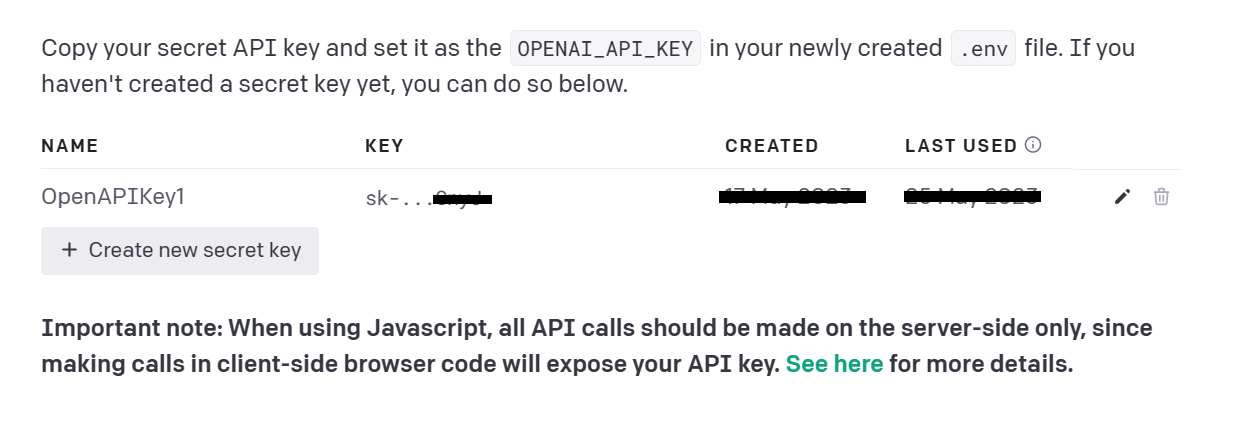 Copy your secret API key and set it as the OPENAI_API_KEY in your newly created .env file. If you
haven't created a secret key yet, you can do so below.
NAME KEY CREATED LAST USED
OpenAPIKey1 sk-...
+ Create new secret key
Important note: When using Javascript, all API calls should be made on the server-side only, since
making calls in client-side browser code will expose your API key. See here for more details.